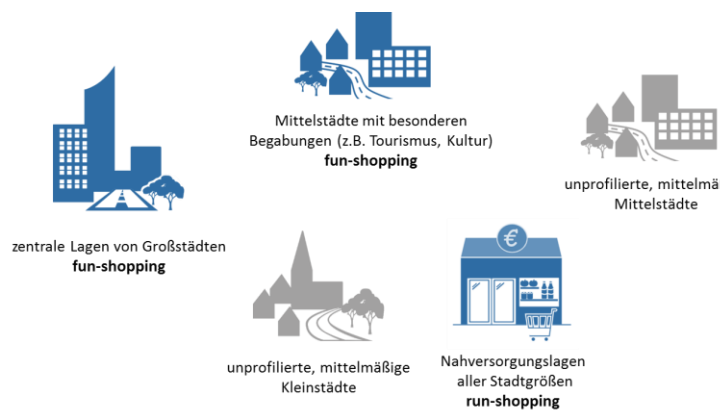 Mittelstädte mit besonderen
Begabungen (z.B. Tourismus, Kultur)
fun-shopping
unprofilierte, mittelmä
Mittelstädte
zentrale Lagen von Großstädten
fun-shopping
€
unprofilierte, mittelmäßige
Kleinstädte
Nahversorgungslagen
aller Stadtgrößen
run-shopping